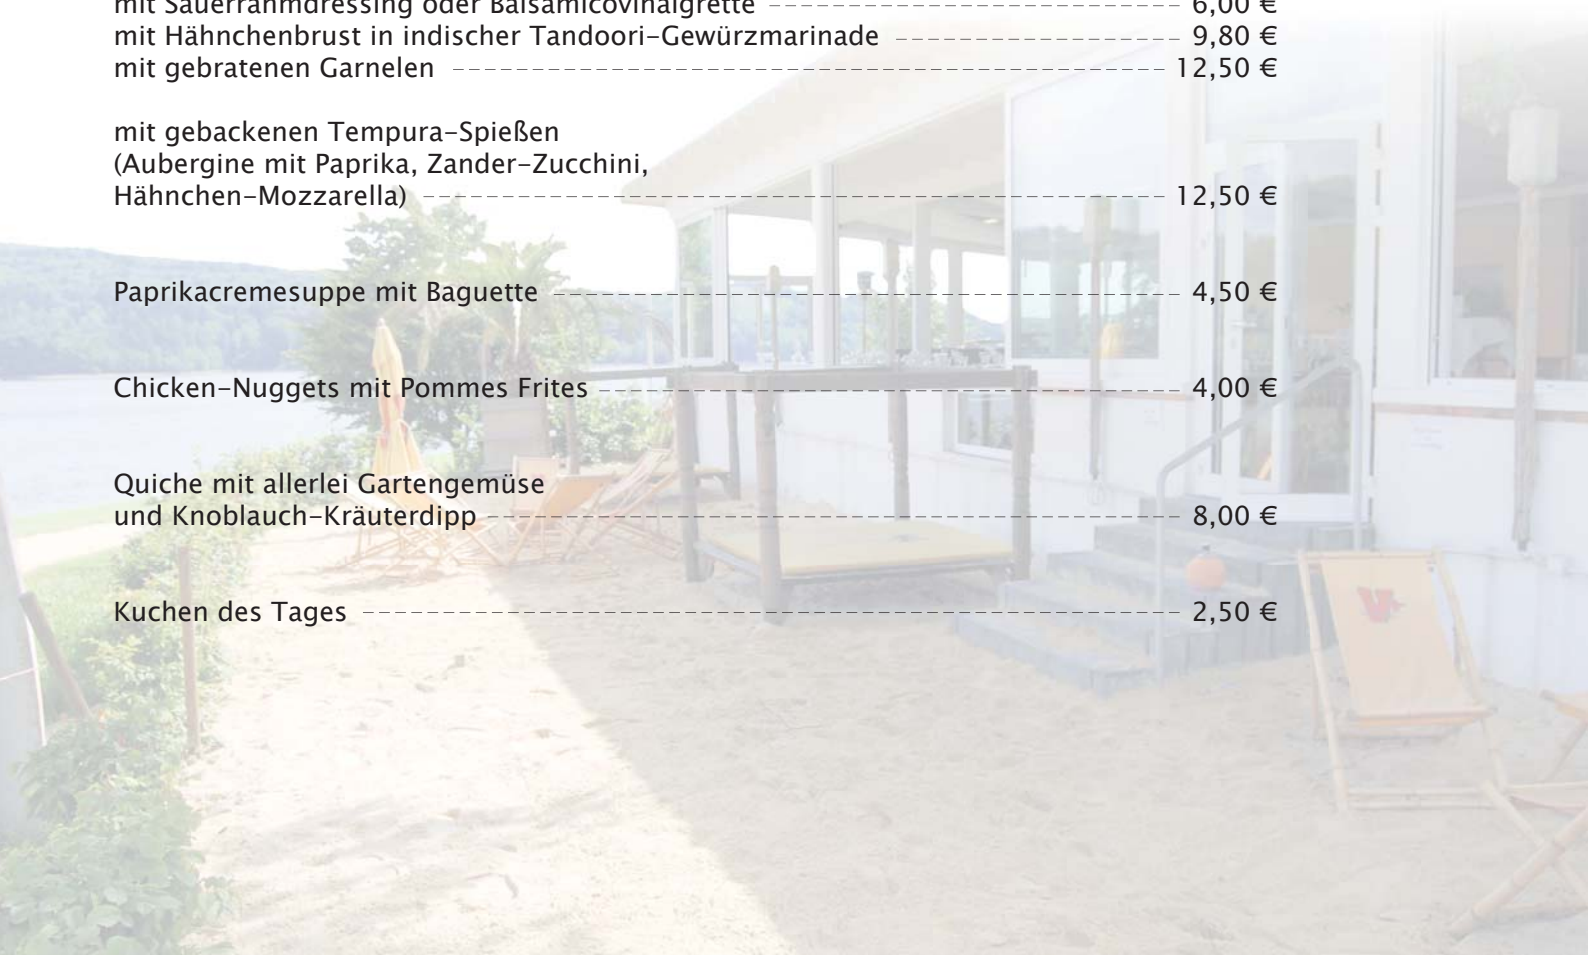 mit Sauerrahmdressing oder Balsamicovinaigrette 6,00 €
mit Hähnchenbrust in indischer Tandoori-Gewürzmarinade 9,80 €
mit gebratenen Garnelen 12,50 €
mit gebackenen Tempura-Spießen
(Aubergine mit Paprika, Zander-Zucchini,
Hähnchen-Mozzarella) 12,50 €
Paprikacremesuppe mit Baguette 4,50 €
Chicken-Nuggets mit Pommes Frites 4,00 €
Quiche mit allerlei Gartengemüse
und Knoblauch-Kräuterdipp 8,00 €
Kuchen des Tages 2,50 €